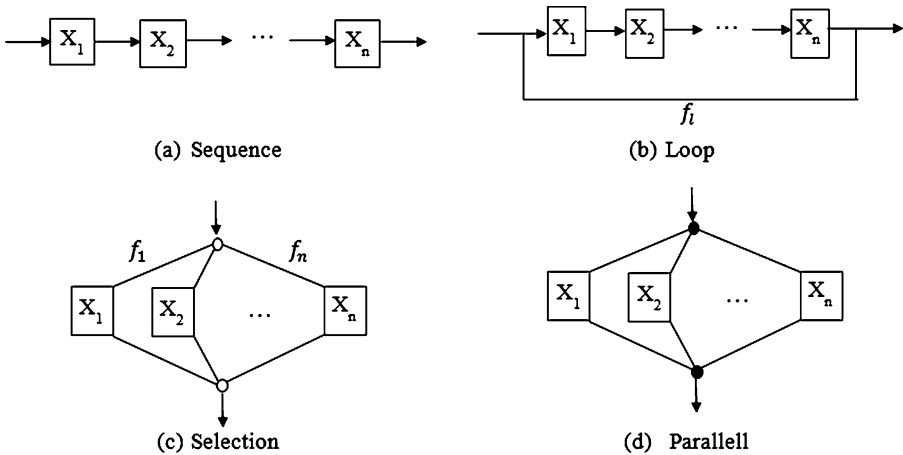 X1 X2 ... Xn
X1 X2 ... Xn
fl
(a) Sequence
(b) Loop
f1 fn
X1 X2 ... Xn
X1 X2 ... Xn
(c) Selection
(d) Parallell